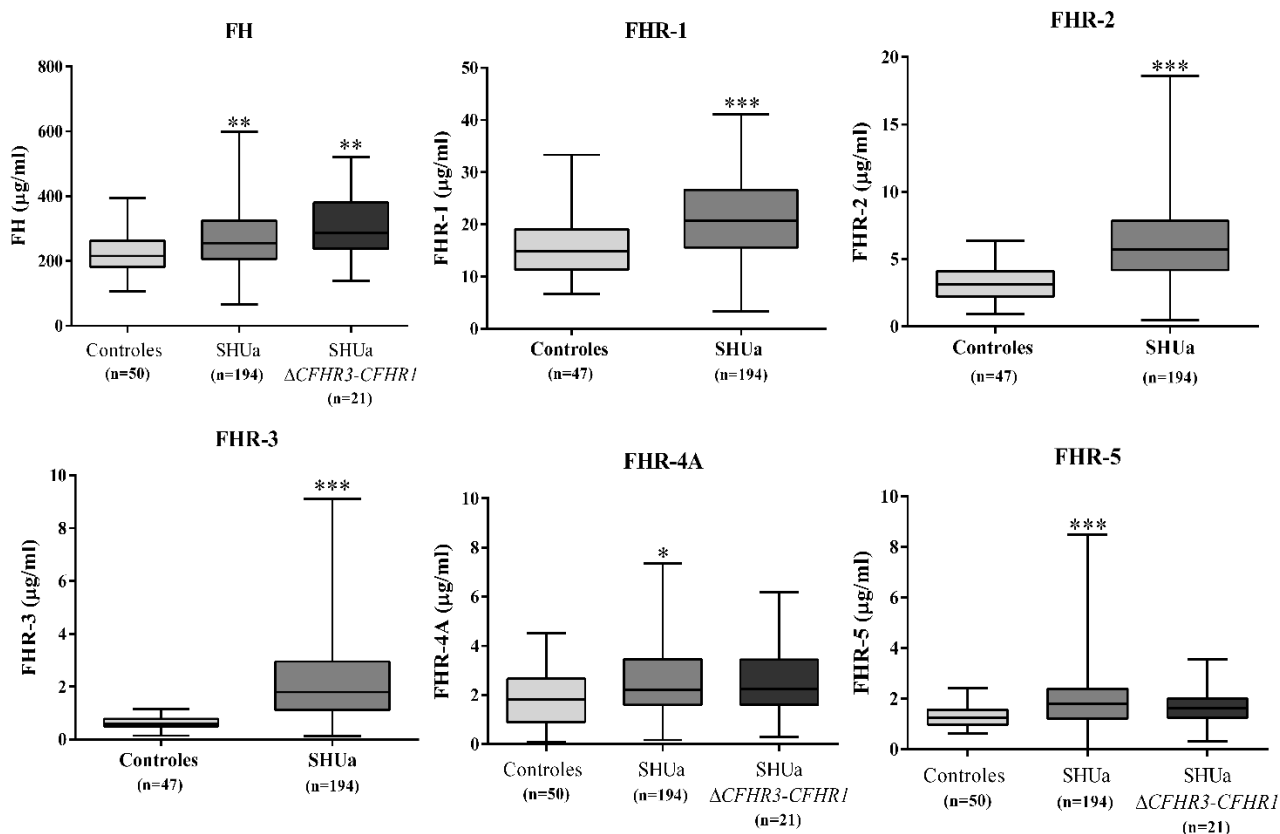 FH
FH (μg/ml)
800
600
400
200
0
**
**
Controles
(n=50)
SHUa
(n=194)
SHUa
ΔCFHR3-CFHR1
(n=21)
FHR-1
FHR-1 (μg/ml)
50
40
30
20
10
0
***
Controles
(n=47)
SHUa
(n=194)
FHR-2
FHR-2 (μg/ml)
20
15
10
5
0
***
Controles
(n=47)
SHUa
(n=194)
FHR-3
FHR-3 (μg/ml)
10
8
6
4
2
0
***
Controles
(n=47)
SHUa
(n=194)
FHR-4A
FHR-4A (μg/ml)
10
8
6
4
2
0
*
Controles
(n=50)
SHUa
(n=194)
SHUa
ΔCFHR3-CFHR1
(n=21)
FHR-5
FHR-5 (μg/ml)
10
8
6
4
2
0
***
Controles
(n=50)
SHUa
(n=194)
SHUa
ΔCFHR3-CFHR1
(n=21)